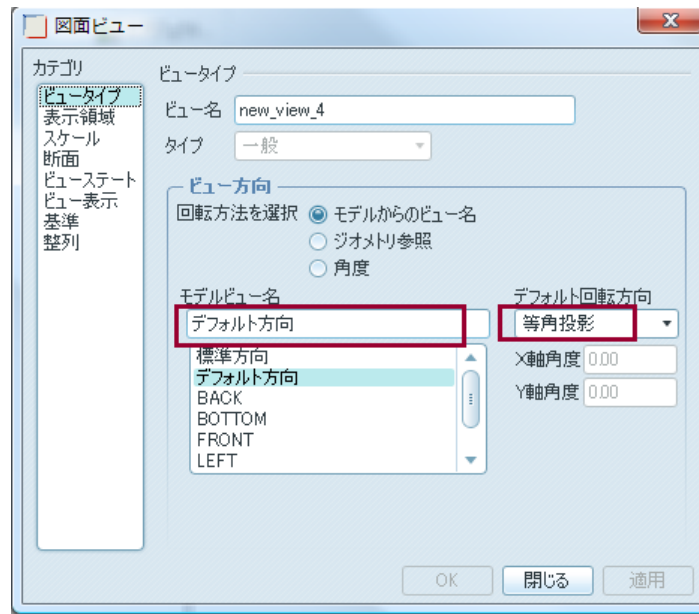 図面ビュー
カテゴリ
ビュータイプ
表示領域
スケール
断面
ビューステート
ビュー表示
基準
整列
ビュータイプ
ビュー名 new_view_4
タイプ 一般
ビュー方向
回転方法を選択 モデルからのビュー名
ジオメトリ参照
角度
モデルビュー名
デフォルト方向
標準方向
デフォルト方向
BACK
BOTTOM
FRONT
LEFT
デフォルト回転方向
等角投影
X軸角度 0.00
Y軸角度 0.00
OK 閉じる 適用